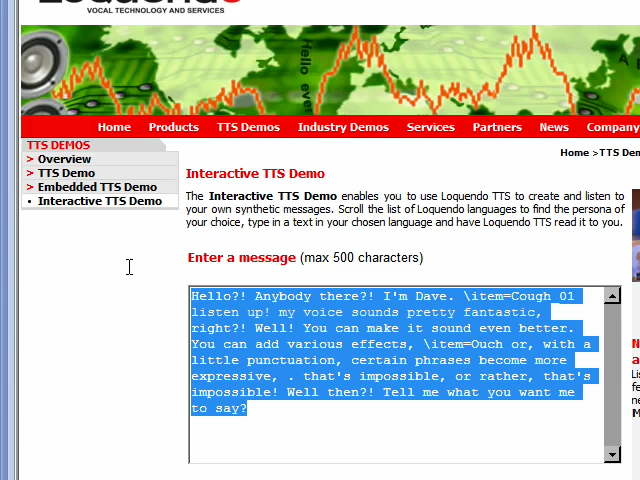 VOCAL TECHNOLOGY AND SERVICES
Hello eve
Home Products TTS Demos Industry Demos Services Partners News Company
TTS DEMOS
> Overview
> TTS Demo
> Embedded TTS Demo
• Interactive TTS Demo
Home >TTS Dem
Interactive TTS Demo
The Interactive TTS Demo enables you to use Loquendo TTS to create and listen to
your own synthetic messages. Scroll the list of Loquendo languages to find the persona of
your choice, type in a text in your chosen language and have Loquendo TTS read it to you.
Enter a message (max 500 characters)
Hello?! Anybody there?! I'm Dave. \item=Cough_01
listen up! my voice sounds pretty fantastic,
right?! Well! You can make it sound even better.
You can add various effects, \item=Ouch or, with a
little punctuation, certain phrases become more
expressive, . that's impossible, or rather, that's
impossible! Well then?! Tell me what you want me
to say?